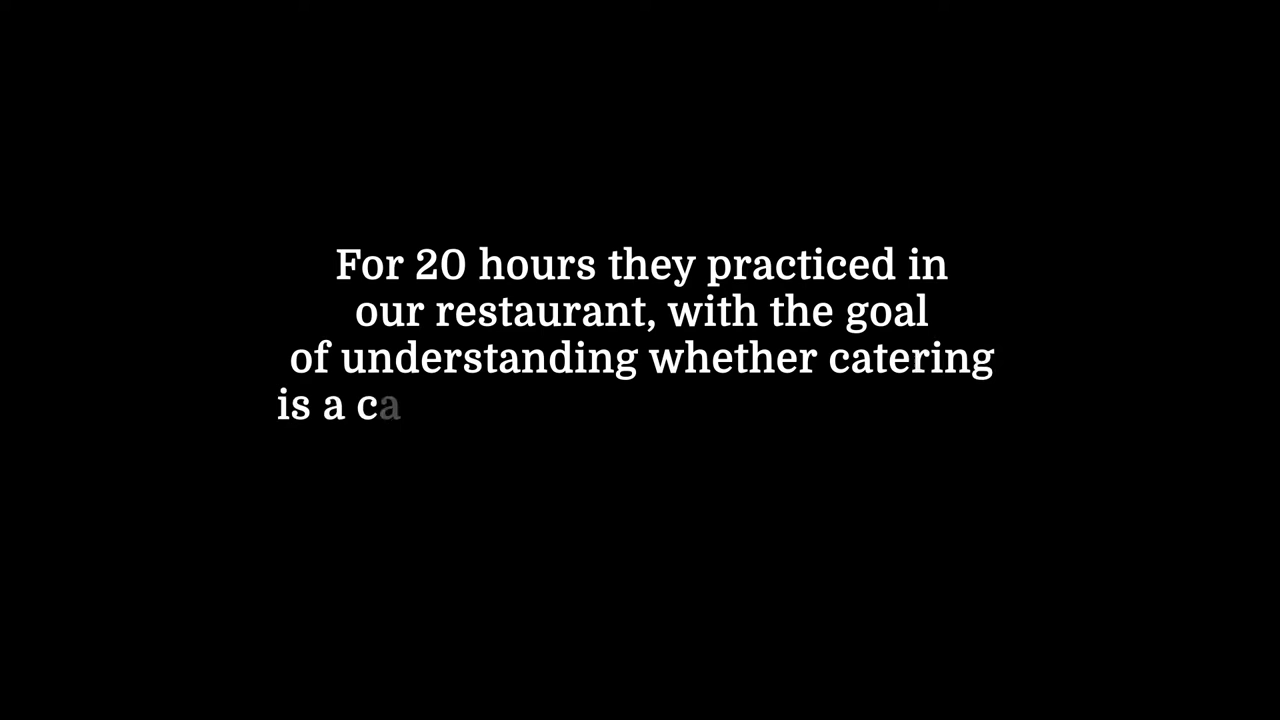 For 20 hours they practiced in
our restaurant, with the goal
of understanding whether catering
is a ca